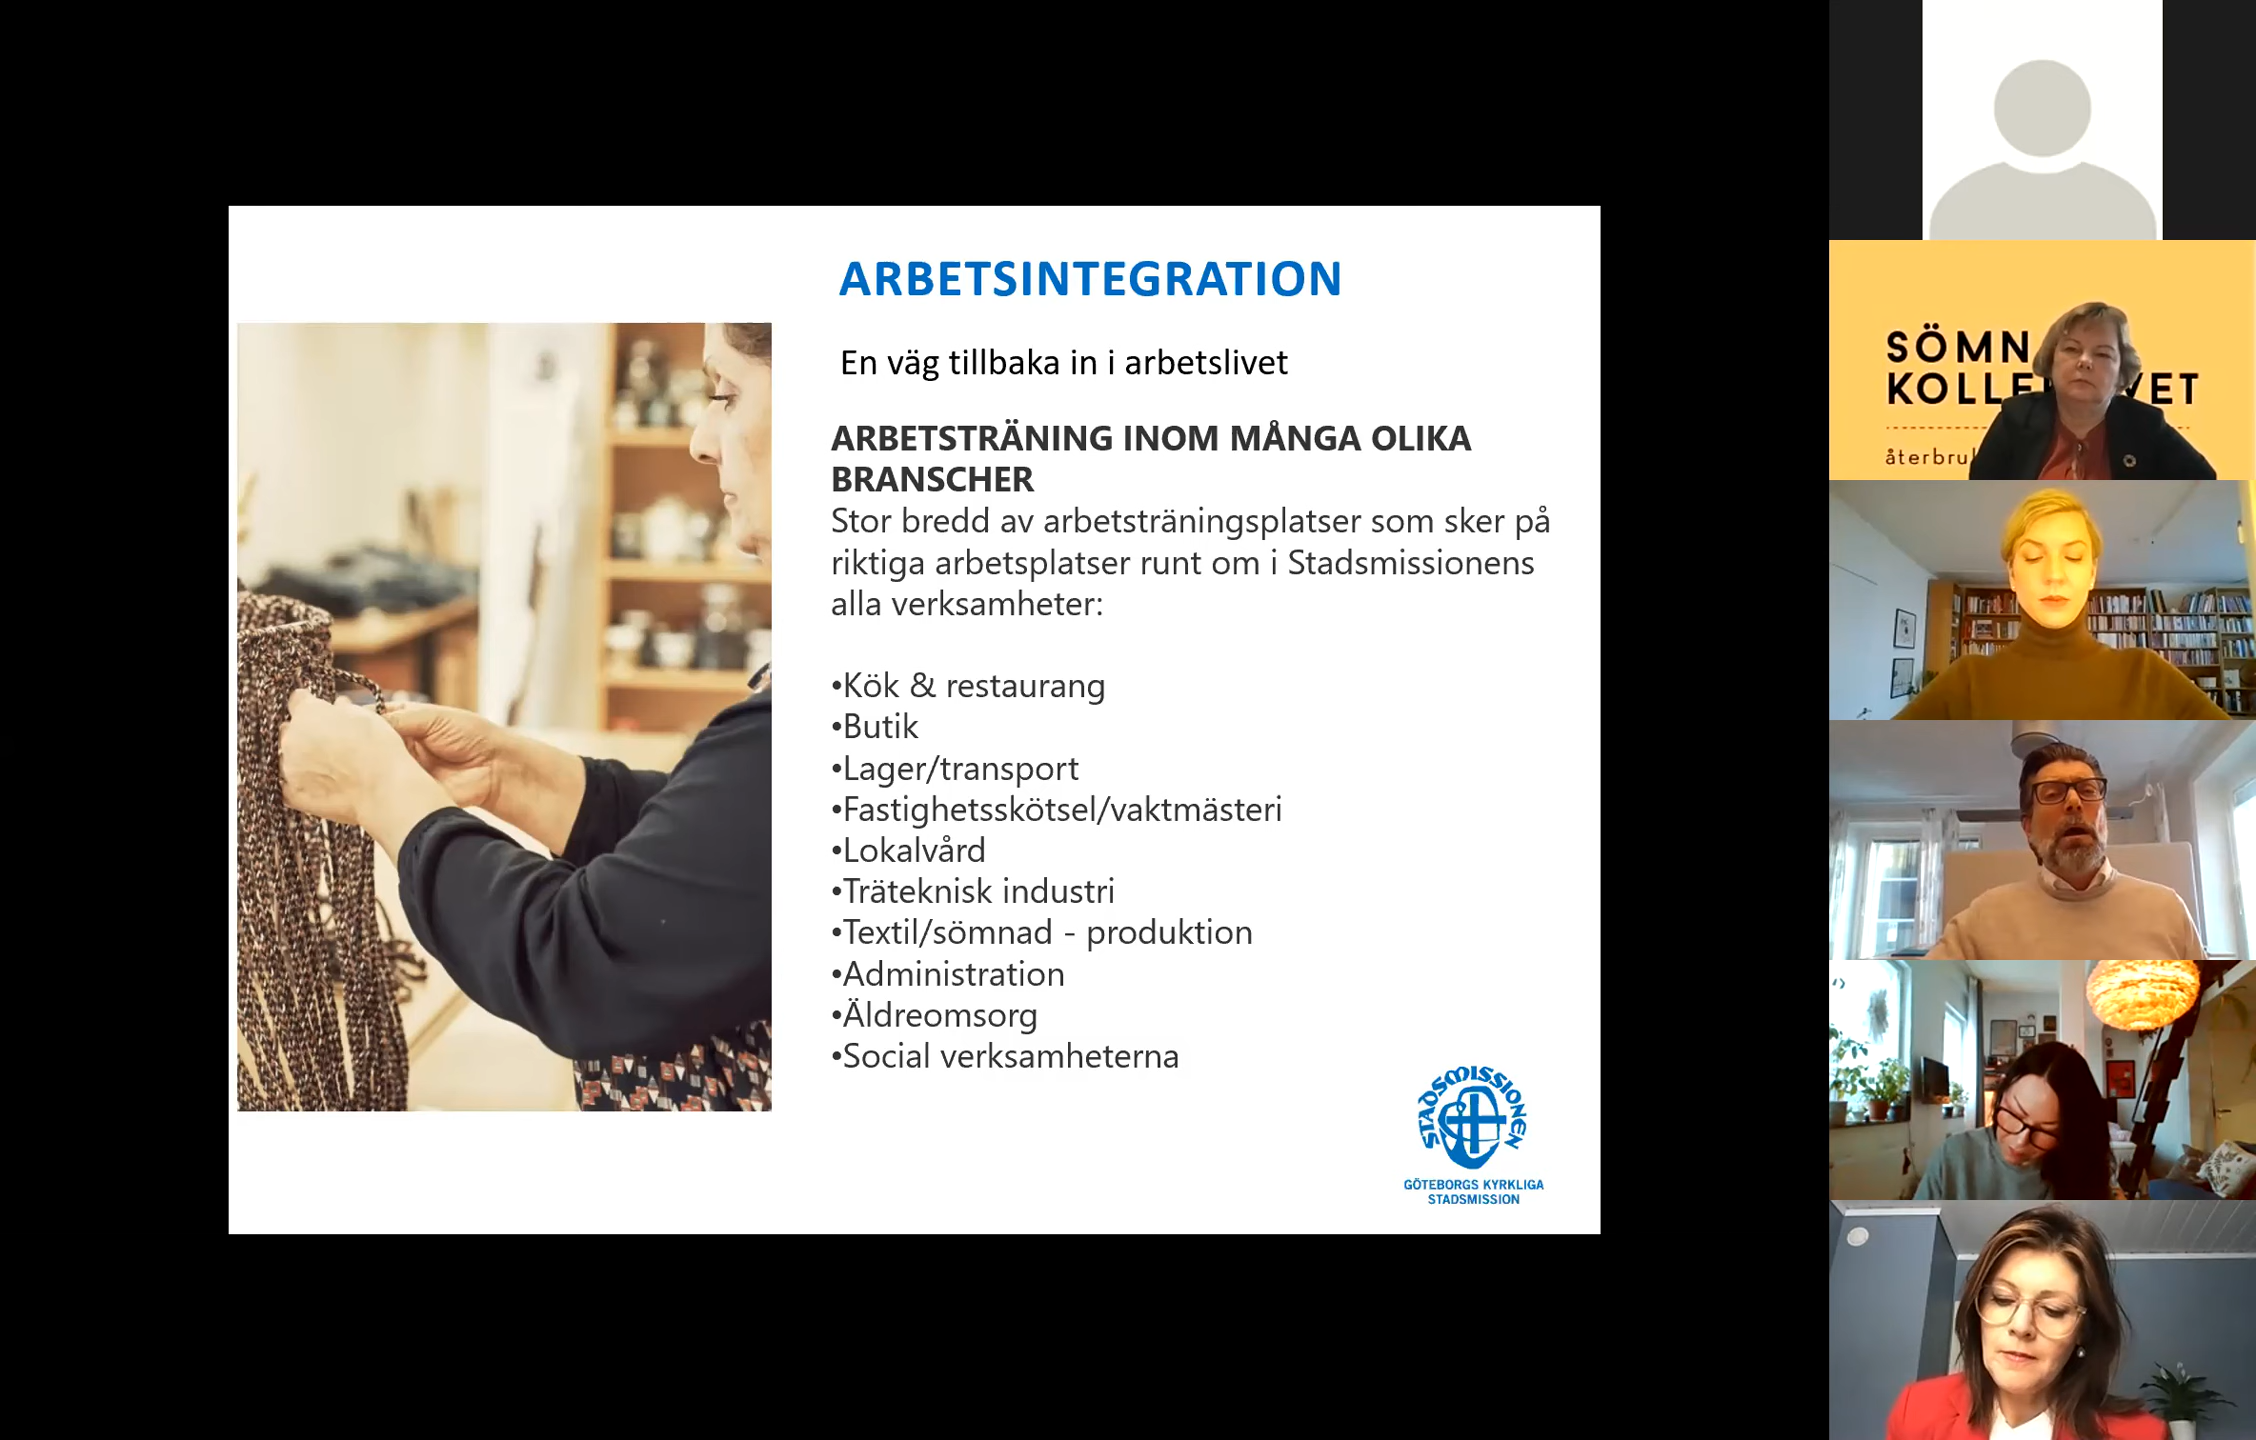 ARBETSINTEGRATION
En väg tillbaka in i arbetslivet
ARBETSTRÄNING INOM MÅNGA OLIKA
BRANSCHER
Stor bredd av arbetsträningsplatser som sker på
riktiga arbetsplatser runt om i Stadsmissionens
alla verksamheter:
•Kök & restaurang
•Butik
•Lager/transport
•Fastighetsskötsel/vaktmästeri
•Lokalvård
•Träteknisk industri
•Textil/sömnad - produktion
•Administration
•Äldreomsorg
•Social verksamheterna
STADSMISSIONEN
GÖTEBORGS KYRKLIGA
STADSMISSION
SÖMN